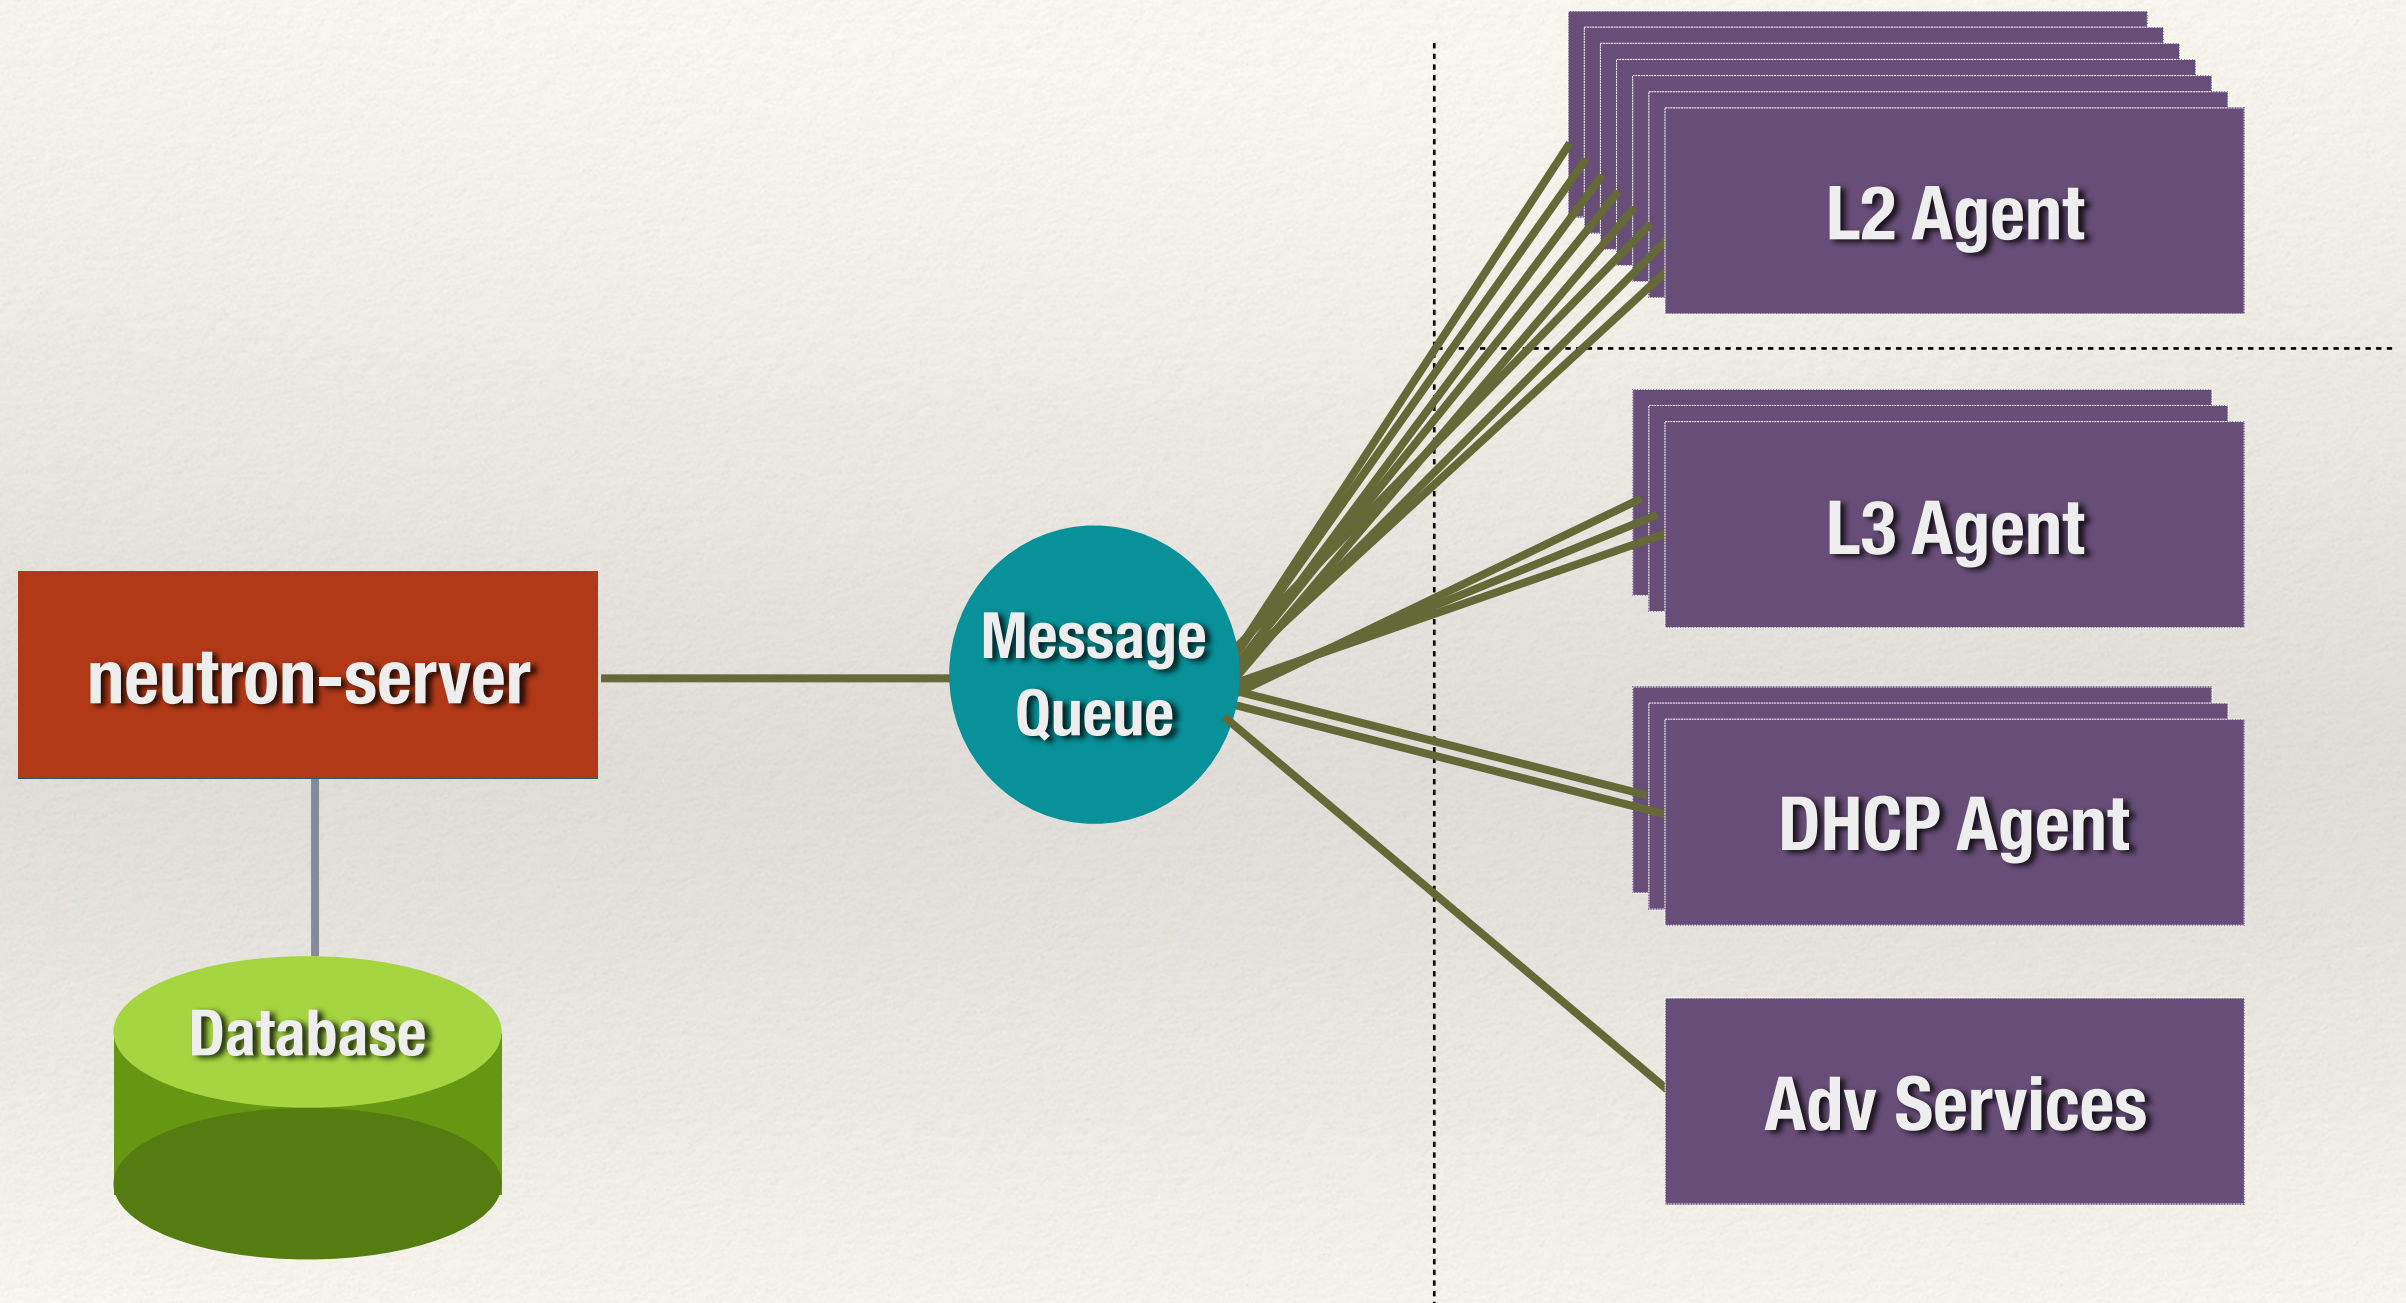 L2 Agent
L3 Agent
neutron-server
Message
Queue
DHCP Agent
Database
Adv Services